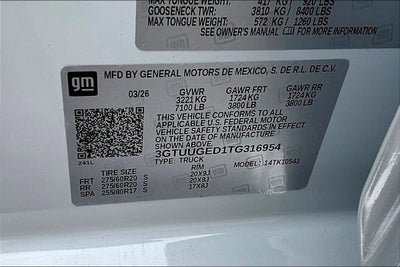 MAX TONGUE WEIGHT: 417 KG / 920 LBS
GOOSENECK TWR: 3810 KG / 8400 LBS
MAX TONGUE WEIGHT: 572 KG / 1260 LBS
SEE OWNER'S MANUAL FOR MORE INFORMATION
gm
MFD BY GENERAL MOTORS DE MEXICO, S. DE R.L. DE C.V.
03/26 GVWR GAWR FRT GAWR RR
3221 KG 1724 KG 1724 KG
7100 LB 3800 LB 3800 LB
THIS VEHICLE CONFORMS TO ALL
APPLICABLE U.S. FEDERAL MOTOR
VEHICLE SAFETY STANDARDS IN
EFFECT ON THE DATE OF
MANUFACTURE SHOWN ABOVE.
3GTUUGED1TG316954
TYPE: TRUCK 14TK10543
241L
TIRE SIZE RIM
FRT 275/60R20 S 20X9J
RR 275/60R20 S 20X9J
SPA 255/80R17 S 17X8J